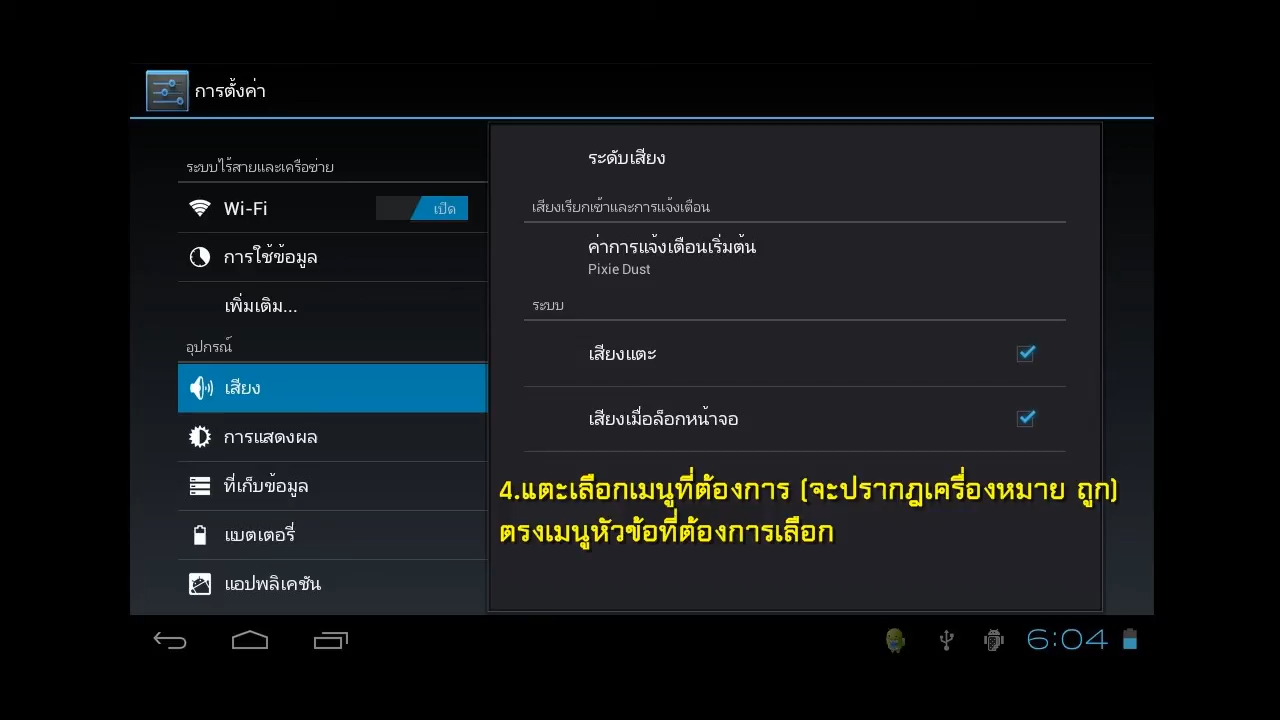 การตั้งค่า
ระบบไร้สายและเครือข่าย
Wi-Fi
เปิด
การใช้ข้อมูล
เพิ่มเติม...
อุปกรณ์
เสียง
การแสดงผล
ที่เก็บข้อมูล
แบตเตอรี่
แอปพลิเคชัน
ระดับเสียง
เสียงเรียกเข้าและการแจ้งเตือน
ค่าการแจ้งเตือนเริ่มต้น
Pixie Dust
ระบบ
เสียงแตะ
เสียงเมื่อล็อกหน้าจอ
4.แตะเลือกเมนูที่ต้องการ (จะปรากฎเครื่องหมาย ถูก)
ตรงเมนูหัวข้อที่ต้องการเลือก
6:04